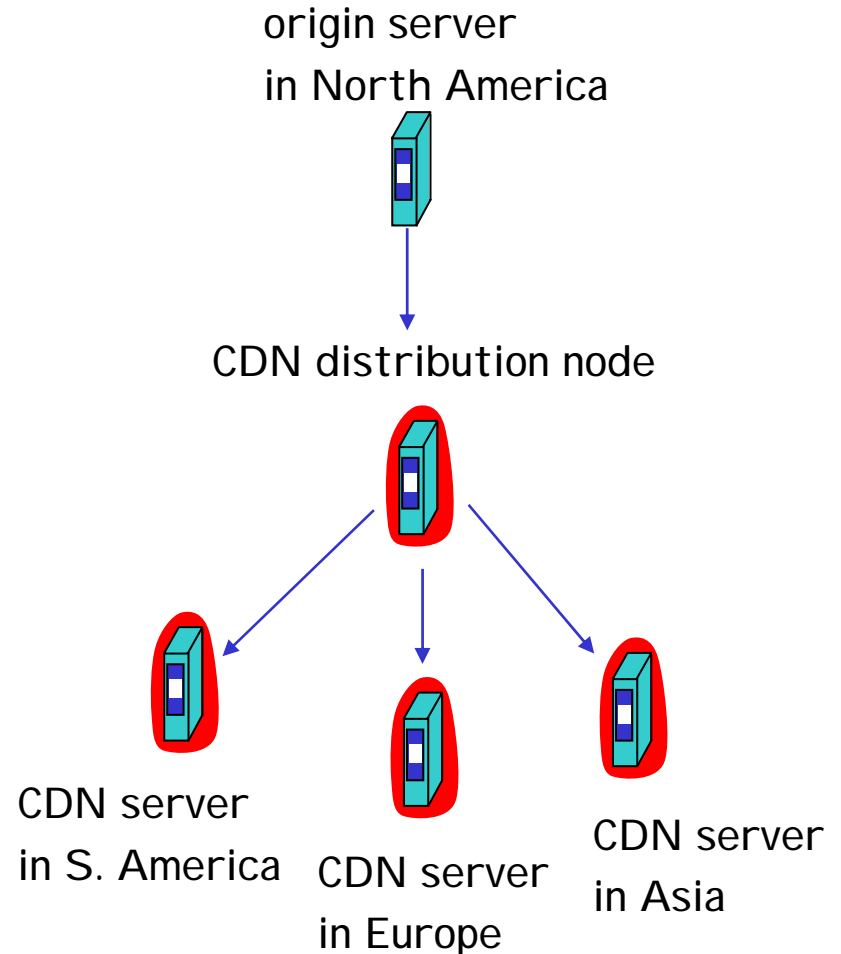 origin server
in North America
CDN distribution node
CDN server
in S. America
CDN server
in Europe
CDN server
in Asia